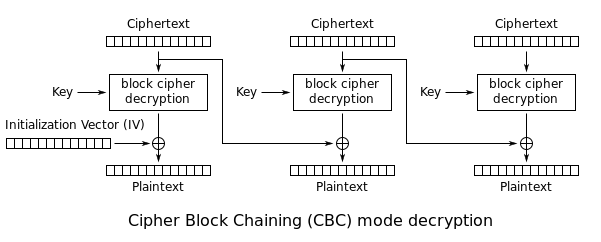 Ciphertext
Ciphertext
Ciphertext
Key
block cipher
decryption
Key
block cipher
decryption
Key
block cipher
decryption
Initialization Vector (IV)
Plaintext
Plaintext
Plaintext
Cipher Block Chaining (CBC) mode decryption